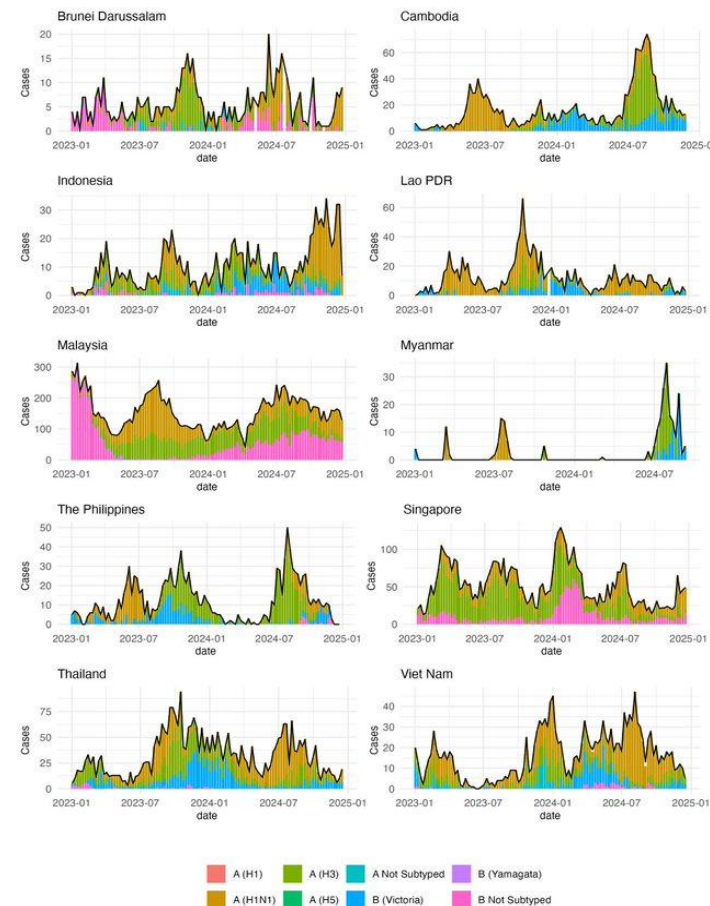 Brunei Darussalam
20
15
10
5
0
Cases
2023-01 2023-07 2024-01 2024-07 2025-01
date
Cambodia
60
40
20
0
Cases
2023-01 2023-07 2024-01 2024-07 2025-0
date
Indonesia
30
20
10
0
Cases
2023-01 2023-07 2024-01 2024-07 2025-01
date
Lao PDR
60
40
20
0
Cases
2023-01 2023-07 2024-01 2024-07 2025-01
date
Malaysia
300
200
100
0
Cases
2023-01 2023-07 2024-01 2024-07 2025-01
date
Myanmar
30
20
10
0
Cases
2023-01 2023-07 2024-01 2024-07
date
The Philippines
50
40
30
20
10
0
Cases
2023-01 2023-07 2024-01 2024-07 2025-01
date
Singapore
100
50
0
Cases
2023-01 2023-07 2024-01 2024-07 2025-01
date
Thailand
75
50
25
0
Cases
2023-01 2023-07 2024-01 2024-07 2025-01
date
Viet Nam
40
30
20
10
0
Cases
2023-01 2023-07 2024-01 2024-07 2025-01
date
A (H1) A (H3) A Not Subtyped B (Yamagata)
A (H1N1) A (H5) B (Victoria) B Not Subtyped